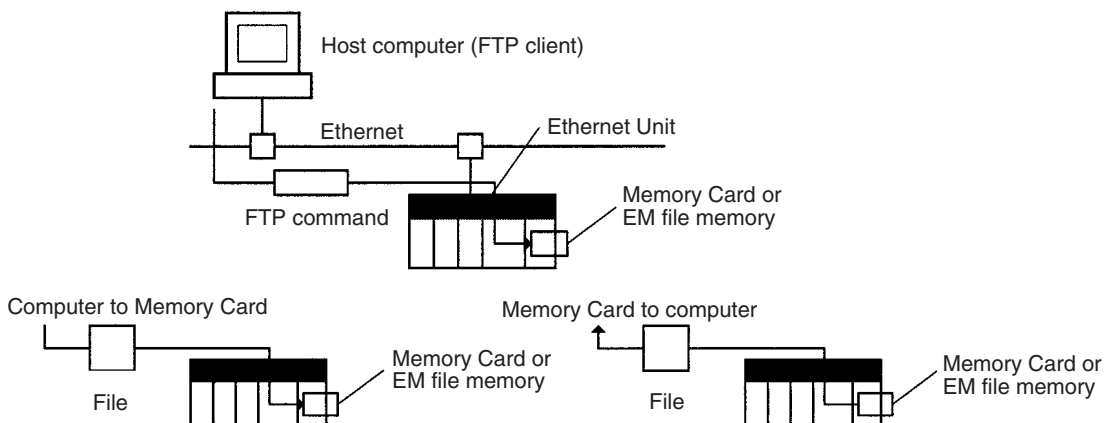 Host computer (FTP client)
Ethernet
Ethernet Unit
FTP command
Memory Card or
EM file memory
Computer to Memory Card
File
Memory Card or
EM file memory
Memory Card to computer
File
Memory Card or
EM file memory